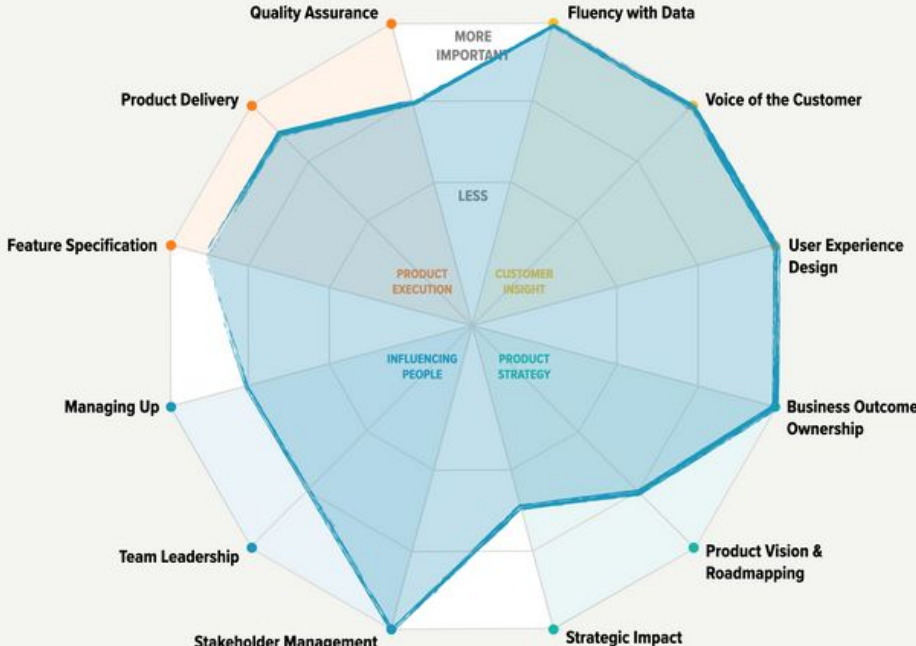 Quality Assurance
Fluency with Data
MORE
IMPORTANT
Product Delivery
Voice of the Customer
LESS
Feature Specification
User Experience
Design
PRODUCT
EXECUTION
CUSTOMER
INSIGHT
INFLUENCING
PEOPLE
PRODUCT
STRATEGY
Managing Up
Business Outcome
Ownership
Team Leadership
Product Vision &
Roadmapping
Stakeholder Management
Strategic Impact